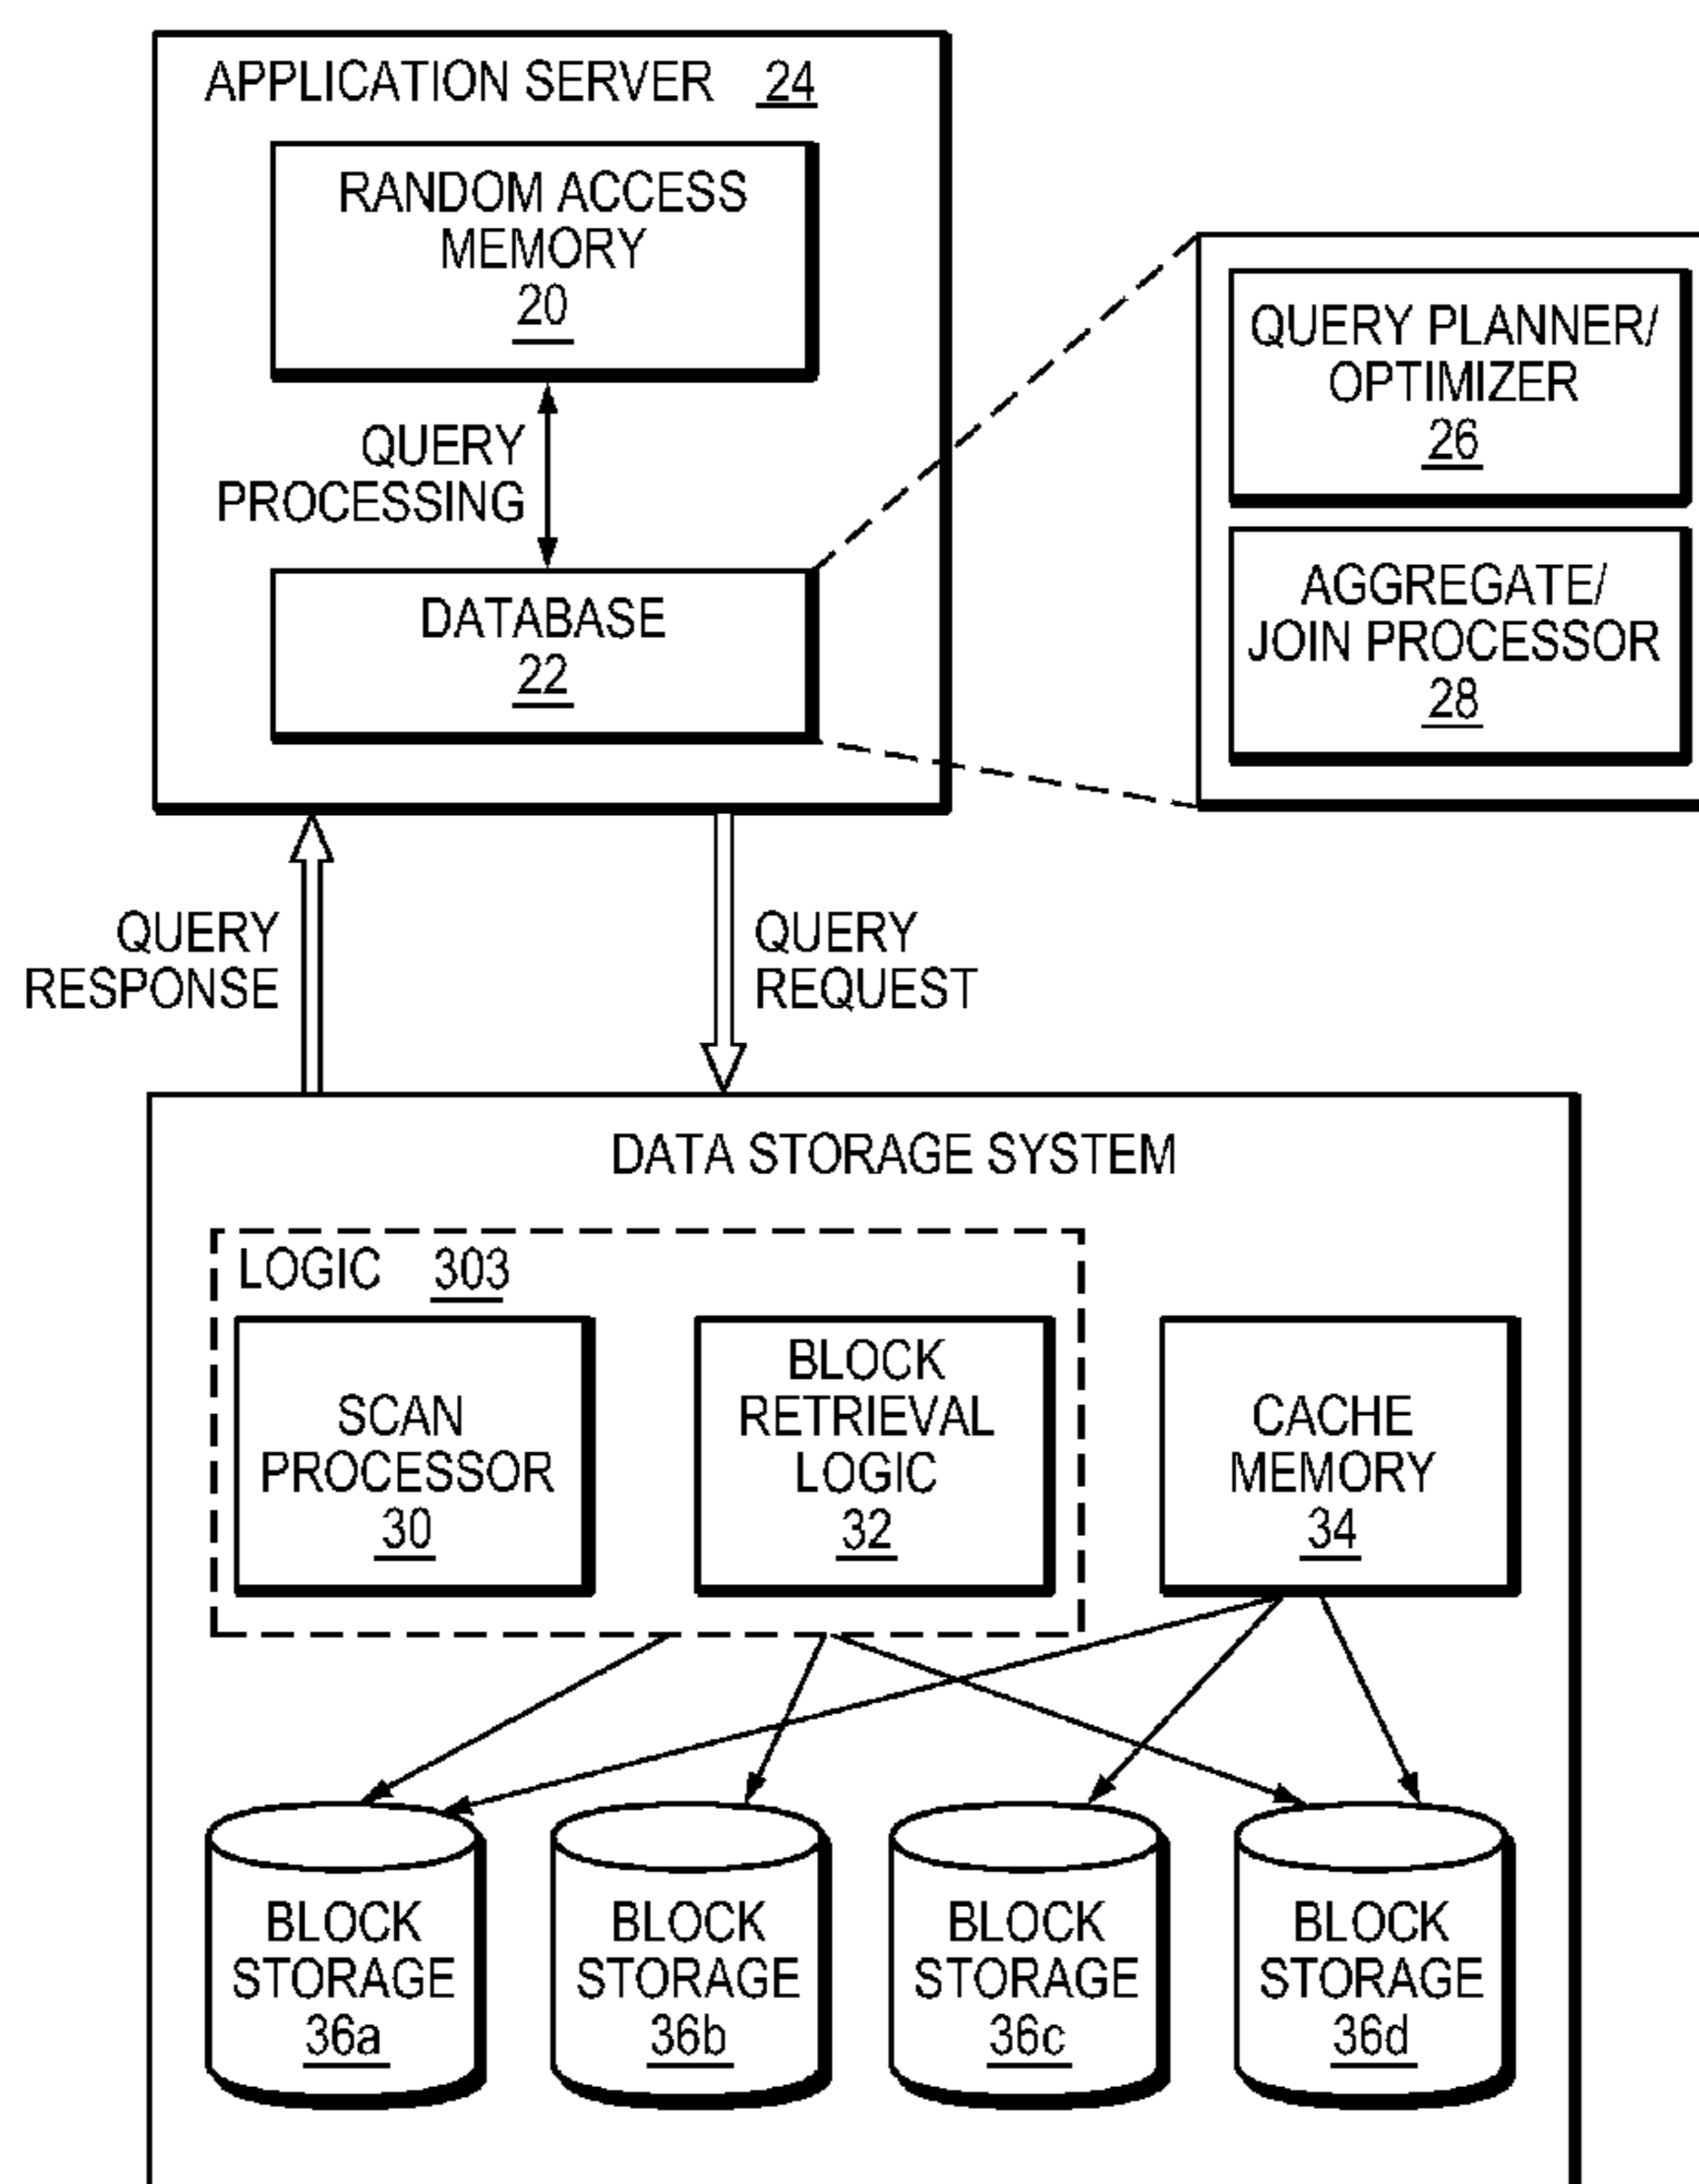 APPLICATION SERVER 24
RANDOM ACCESS
MEMORY
20
QUERY
PROCESSING
DATABASE
22
QUERY PLANNER/
OPTIMIZER
26
AGGREGATE/
JOIN PROCESSOR
28
QUERY
RESPONSE
QUERY
REQUEST
DATA STORAGE SYSTEM
LOGIC 303
SCAN
PROCESSOR
30
BLOCK
RETRIEVAL
LOGIC
32
CACHE
MEMORY
34
BLOCK
STORAGE
36a
BLOCK
STORAGE
36b
BLOCK
STORAGE
36c
BLOCK
STORAGE
36d